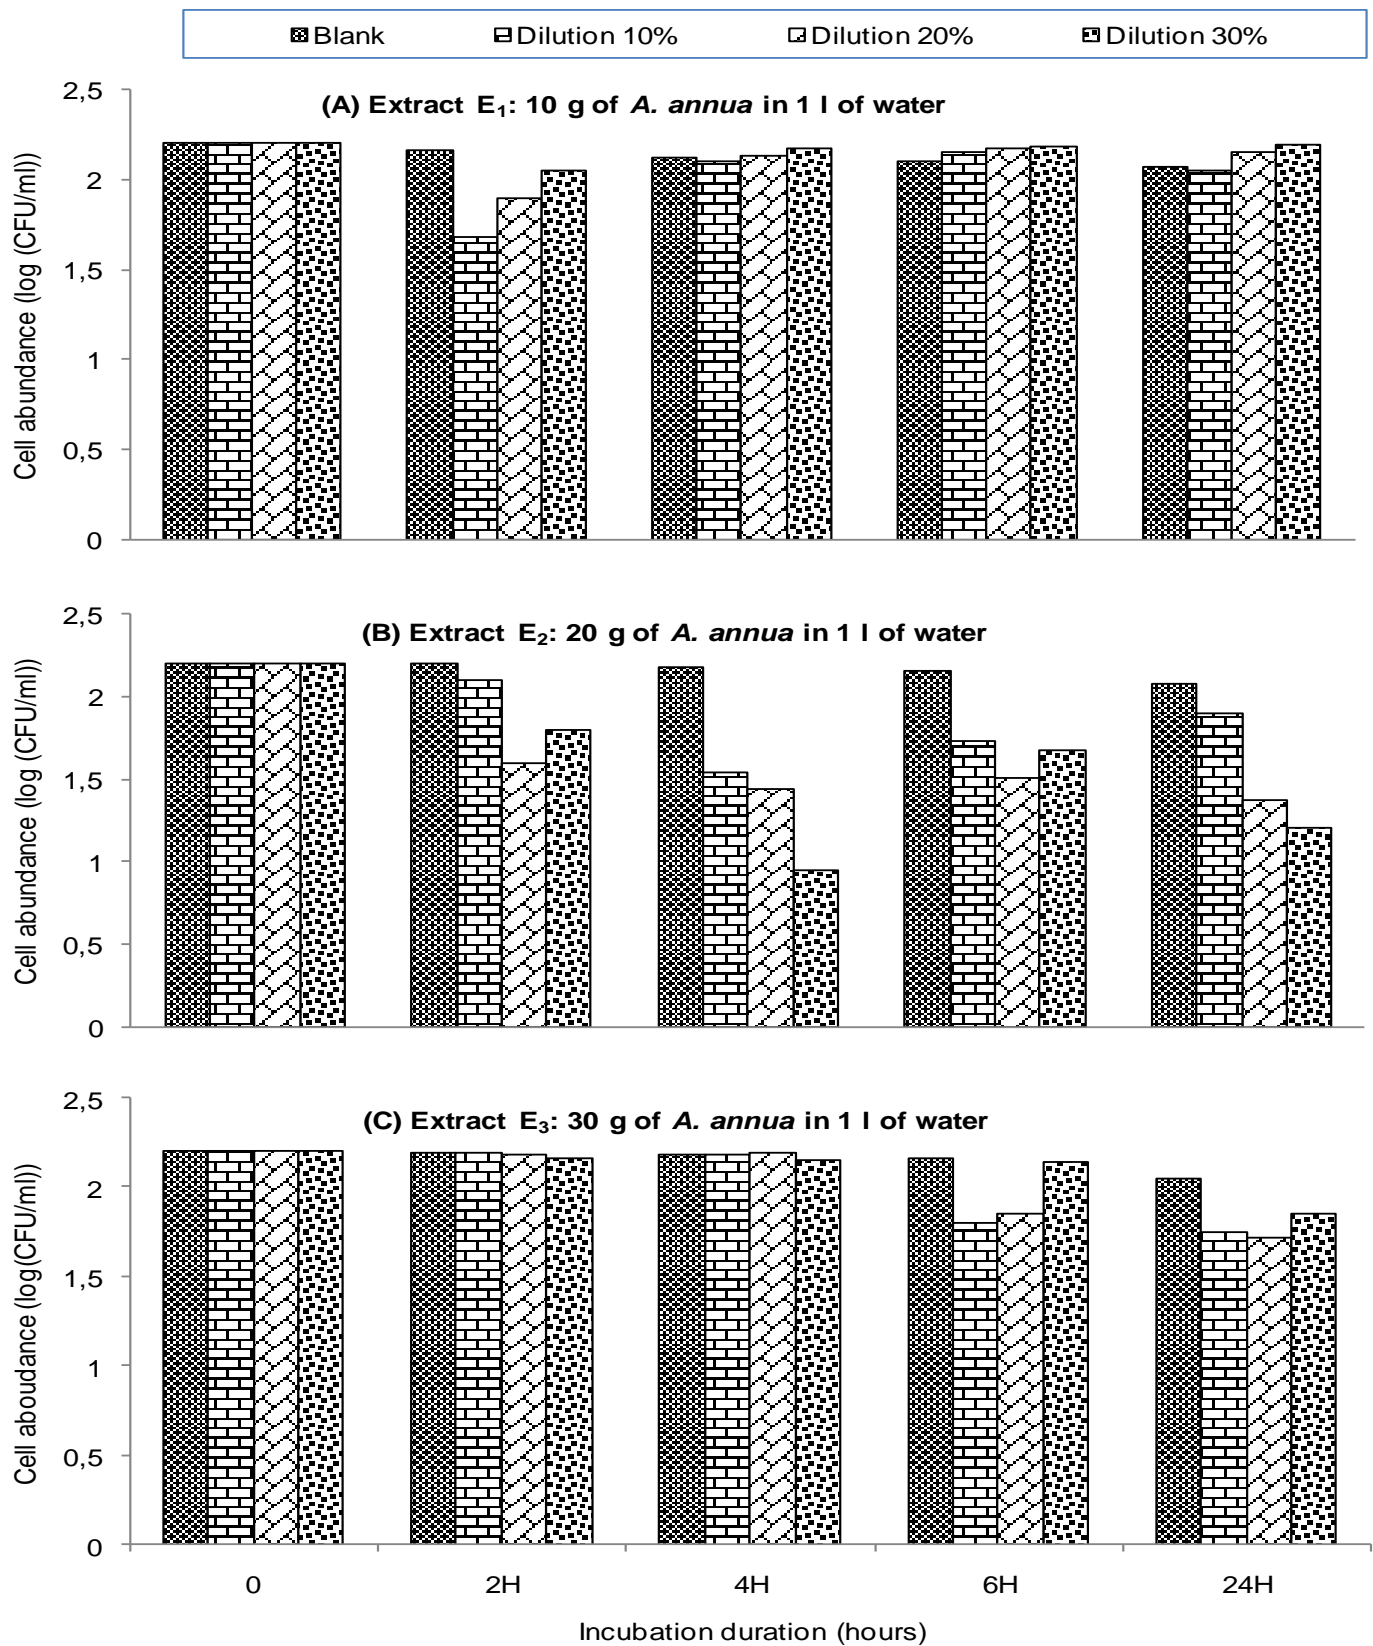 Blank Dilution 10% Dilution 20% Dilution 30%
(A) Extract E₁: 10 g of A. annua in 1 l of water
Cell abundance (log (CFU/ml))
2,5
2
1,5
1
0,5
0
(B) Extract E₂: 20 g of A. annua in 1 l of water
Cell abundance (log (CFU/ml))
2,5
2
1,5
1
0,5
0
(C) Extract E₃: 30 g of A. annua in 1 l of water
Cell aboudance (log(CFU/ml))
2,5
2
1,5
1
0,5
0
0 2H 4H 6H 24H
Incubation duration (hours)